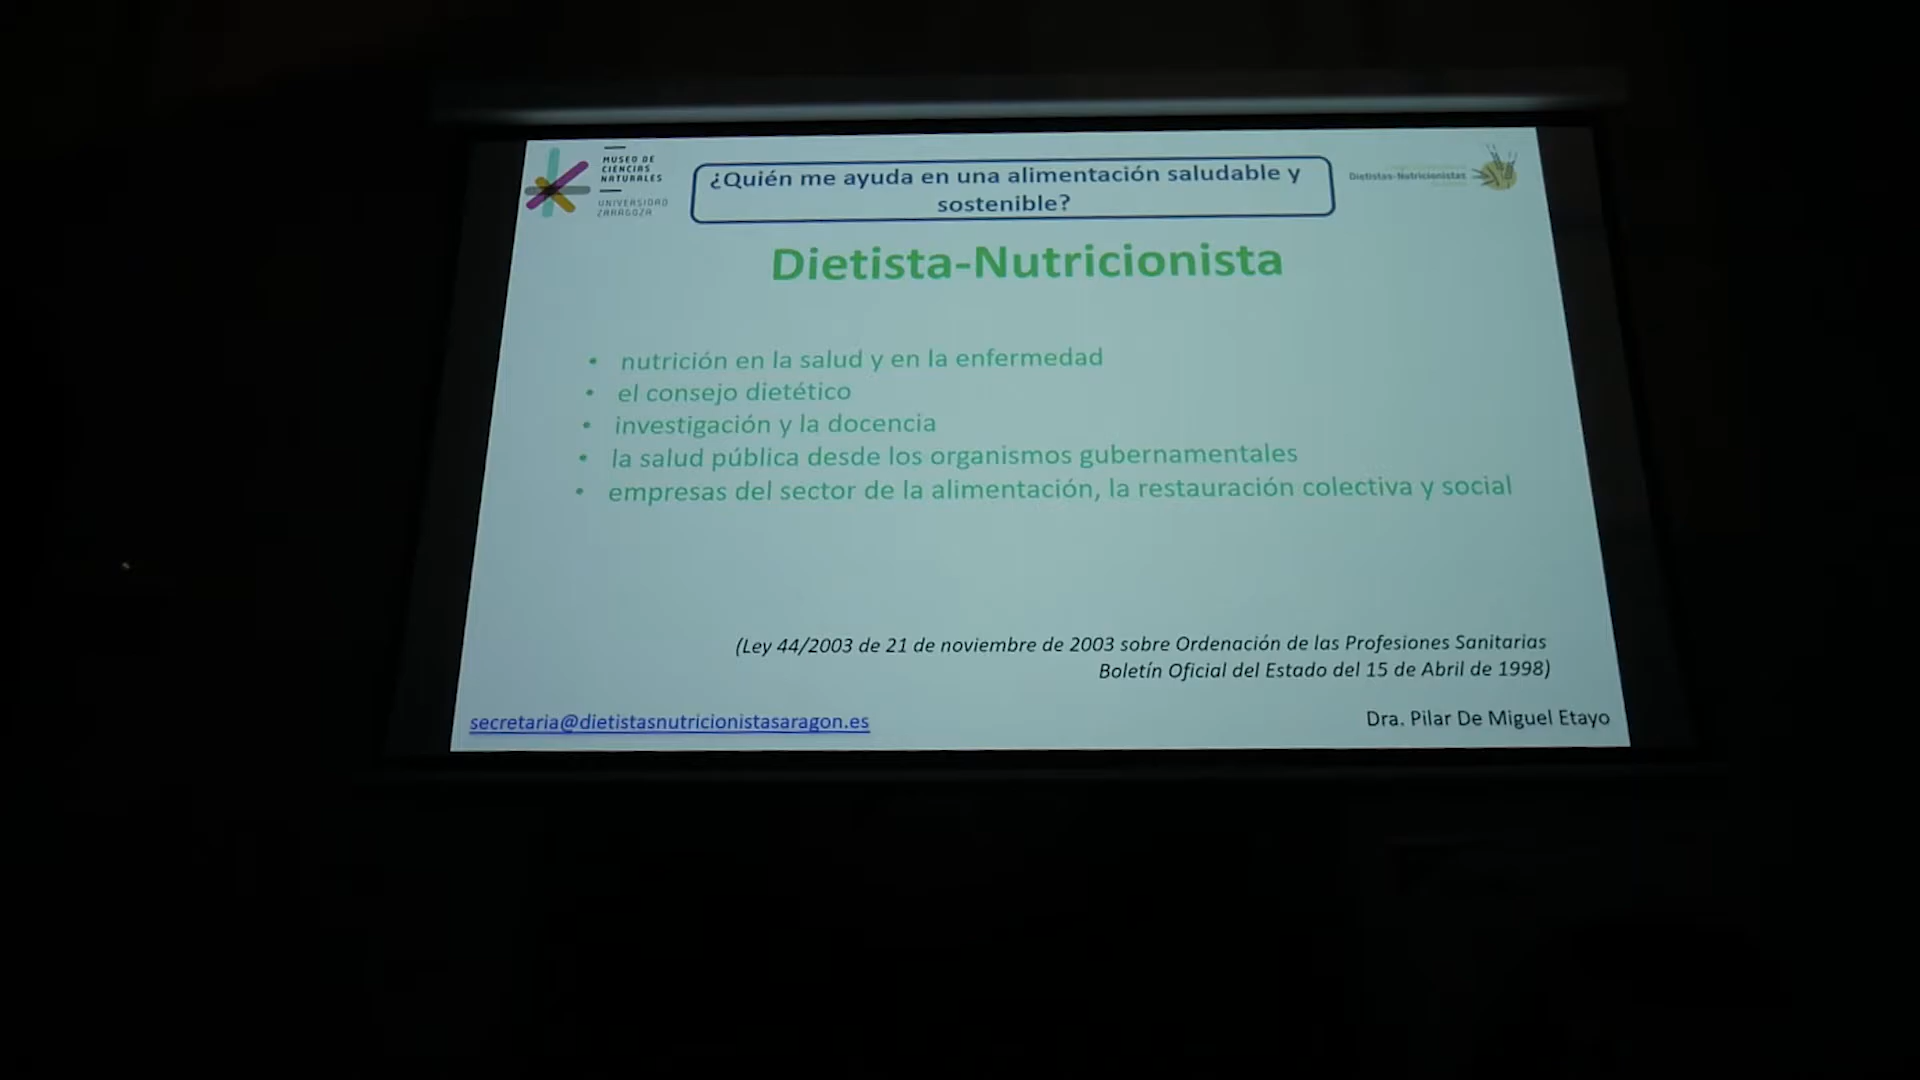 MUSEO DE
CIENCIAS
NATURALES
UNIVERSIDAD
ZARAGOZA
¿Quién me ayuda en una alimentación saludable y
sostenible?
Dietistas-Nutricionistas
Dietista-Nutricionista
• nutrición en la salud y en la enfermedad
• el consejo dietético
• investigación y la docencia
• la salud pública desde los organismos gubernamentales
• empresas del sector de la alimentación, la restauración colectiva y social
(Ley 44/2003 de 21 de noviembre de 2003 sobre Ordenación de las Profesiones Sanitarias
Boletín Oficial del Estado del 15 de Abril de 1998)
secretaria@dietistasnutricionistasaragon.es
Dra. Pilar De Miguel Etayo